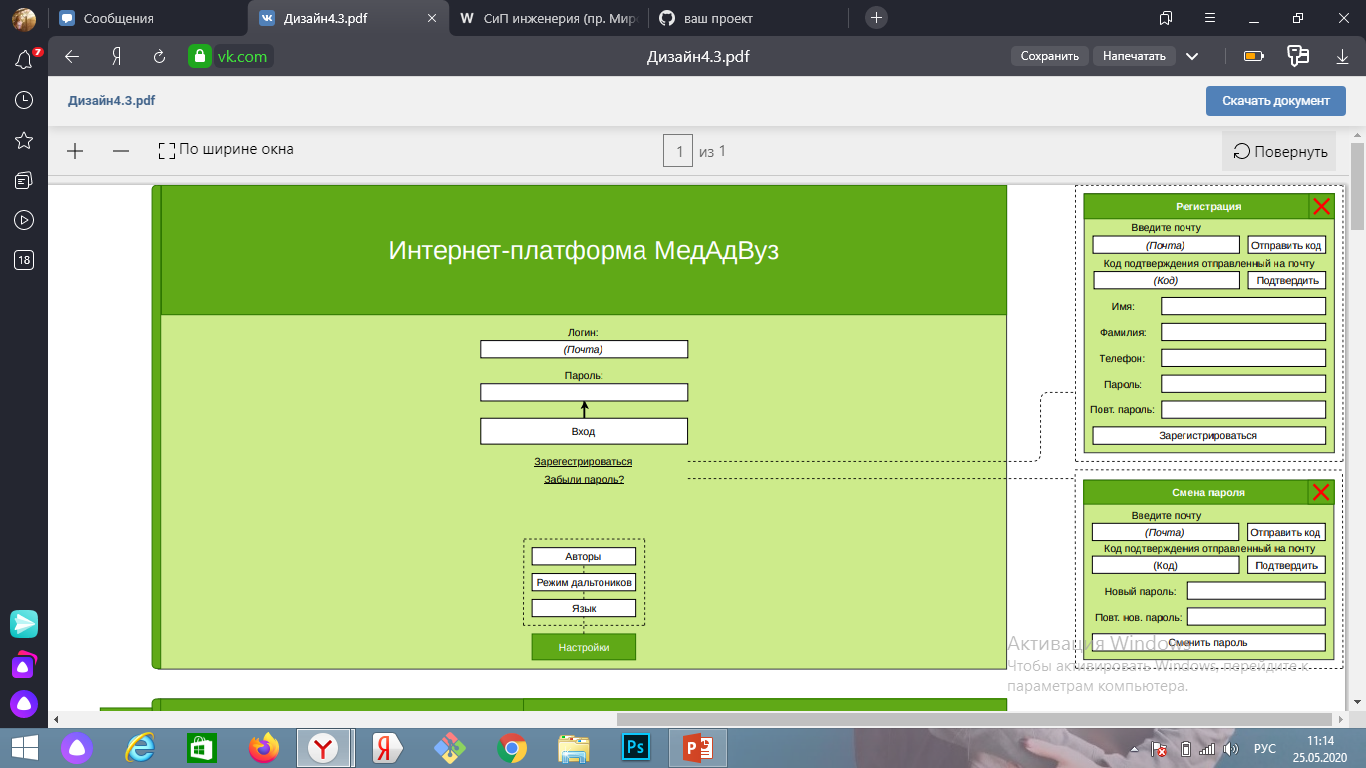 Сообщения
Дизайн4.3.pdf
СиП инженерия (пр. Мир
ваш проект
7
vk.com
Дизайн4.3.pdf
Сохранить
Напечатать
Дизайн4.3.pdf
Скачать документ
По ширине окна
1 из 1
Повернуть
18
Интернет-платформа МедАдВуз
Логин:
(Почта)
Пароль:
Вход
Зарегестрироваться
Забыли пароль?
Авторы
Режим дальтоников
Язык
Настройки
Регистрация
Введите почту
(Почта) Отправить код
Код подтверждения отправленный на почту
(Код) Подтвердить
Имя:
Фамилия:
Телефон:
Пароль:
Повт. пароль:
Зарегистрироваться
Смена пароля
Введите почту
(Почта) Отправить код
Код подтверждения отправленный на почту
(Код) Подтвердить
Новый пароль:
Повт. нов. пароль:
Сменить пароль
Активация Windows
Чтобы активировать Windows, перейдите к
параметрам компьютера.
РУС
11:14
25.05.2020